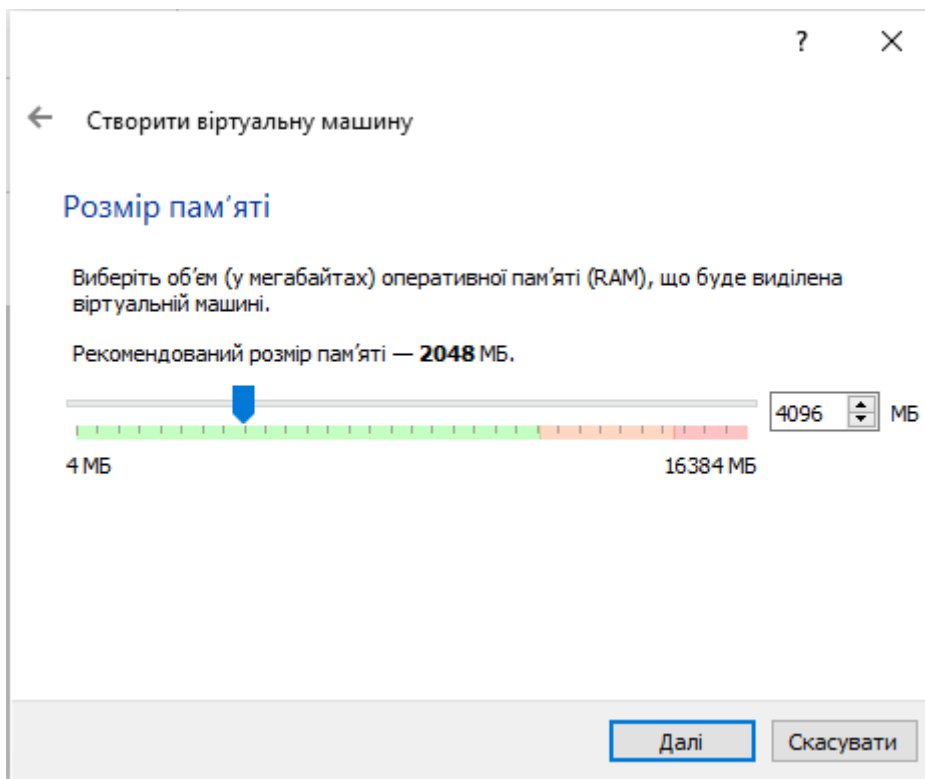 ?
Створити віртуальну машину
Розмір пам′яті
Виберіть об′єм (у мегабайтах) оперативної пам′яті (RAM), що буде виділена
віртуальній машині.
Рекомендований розмір пам′яті — 2048 МБ.
4096 МБ
4 МБ 16384 МБ
Далі Скасувати